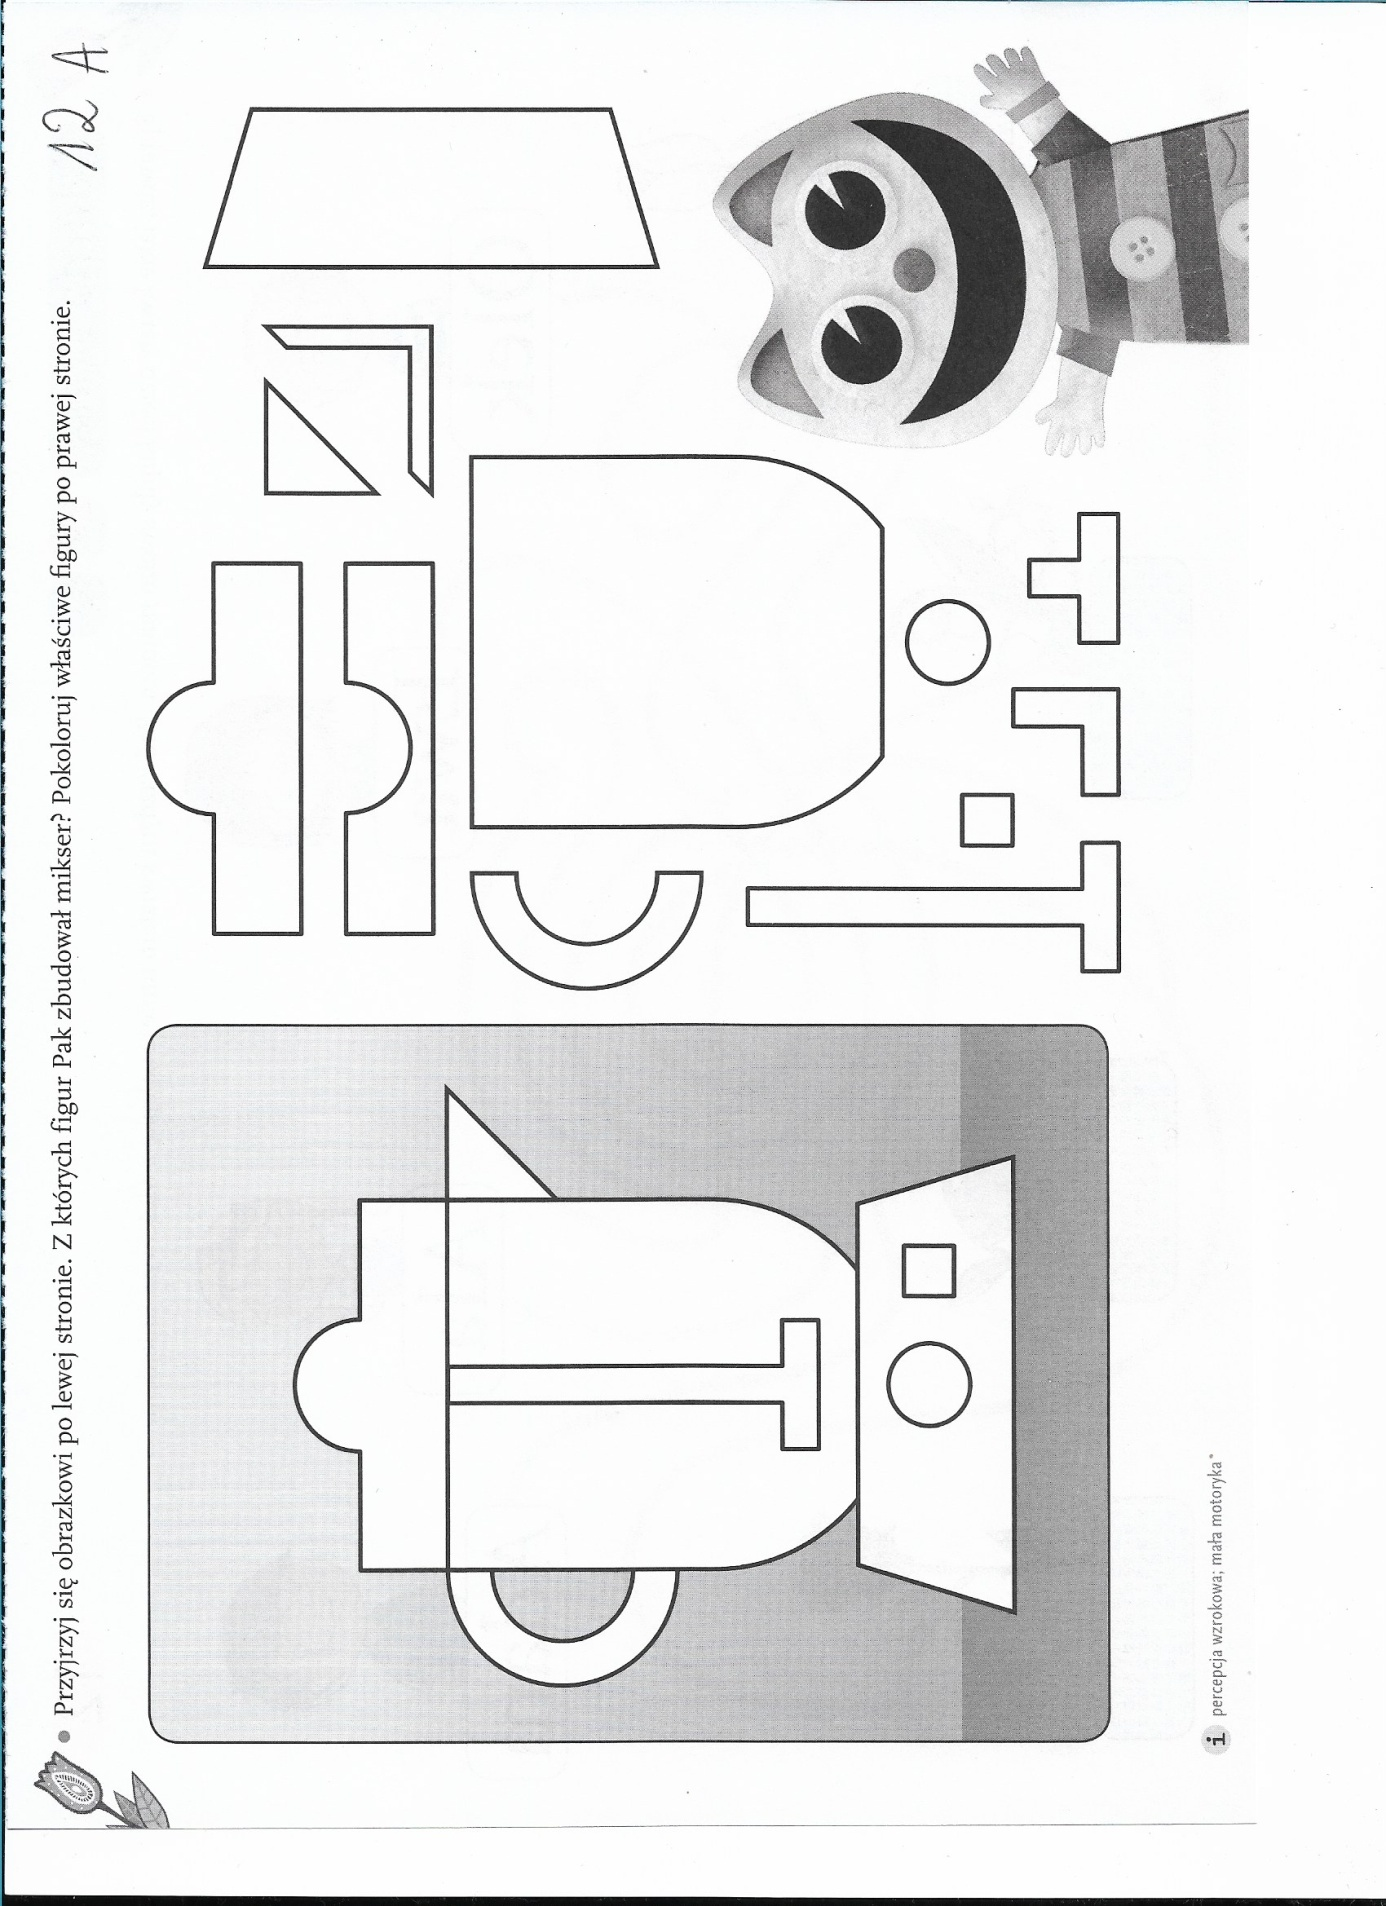 12 A
• Przyjrzyj się obrazkowi po lewej stronie. Z których figur Pak zbudował mikser? Pokoloruj właściwe figury po prawej stronie.
i percepcja wzrokowa; mała motoryka*